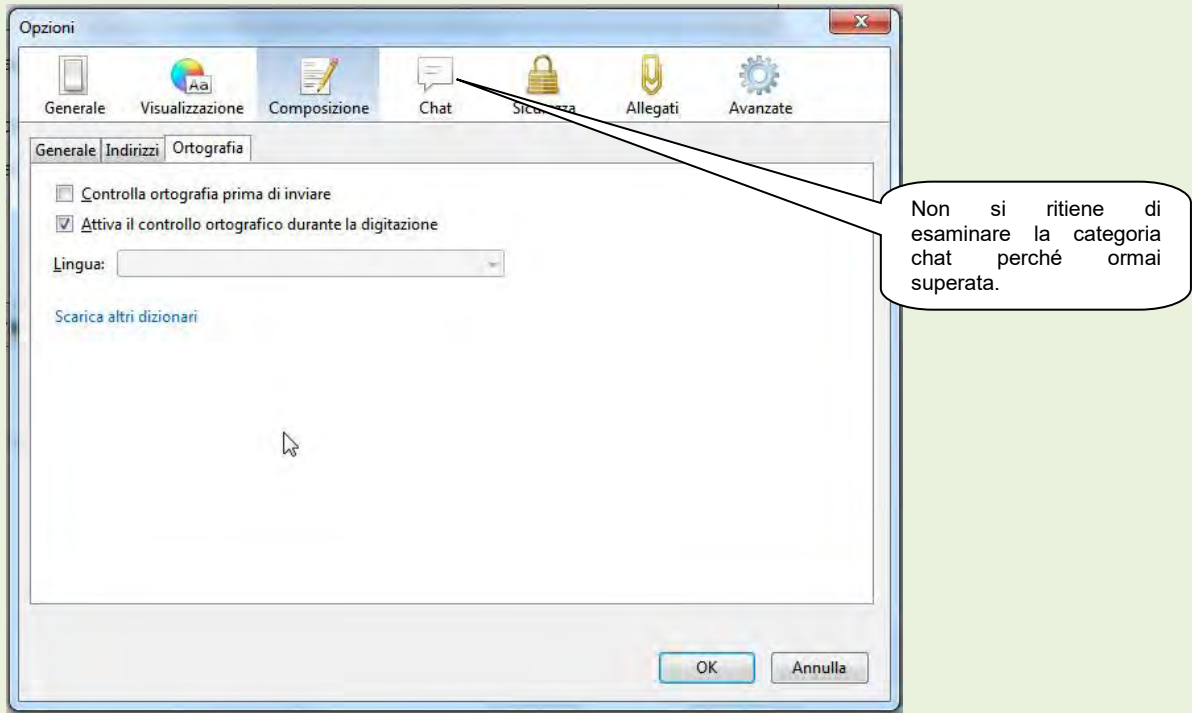 Opzioni
Generale Visualizzazione Composizione Chat Sicurezza Allegati Avanzate
Generale Indirizzi Ortografia
Controlla ortografia prima di inviare
Attiva il controllo ortografico durante la digitazione
Lingua:
Scarica altri dizionari
Non si ritiene di
esaminare la categoria
chat perché ormai
superata.
OK Annulla